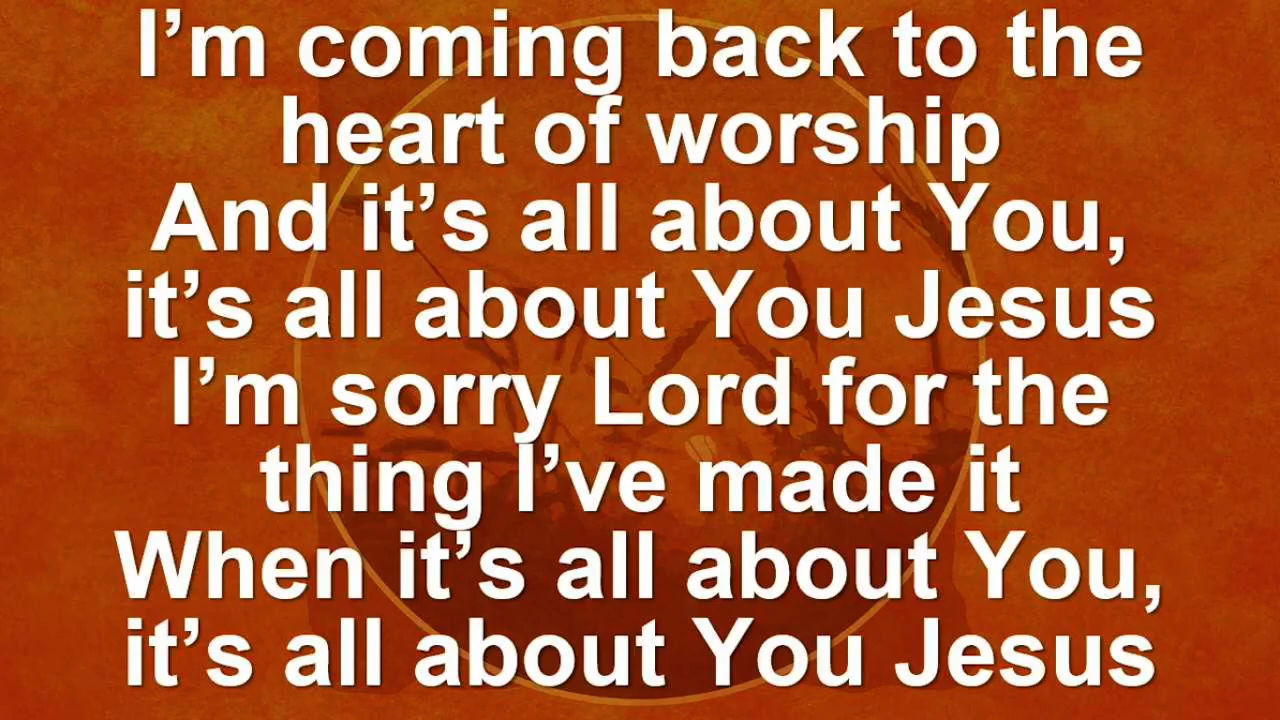 I’m coming back to the
heart of worship
And it’s all about You,
it’s all about You Jesus
I’m sorry Lord for the
thing I’ve made it
When it’s all about You,
it’s all about You Jesus